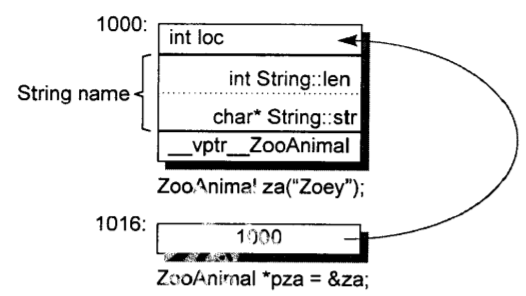 1000:
int loc
String name
int String::len
char* String::str
__vptr__ZooAnimal
ZooAnimal za("Zoey");
1016:
1000
ZooAnimal *pza = &za;